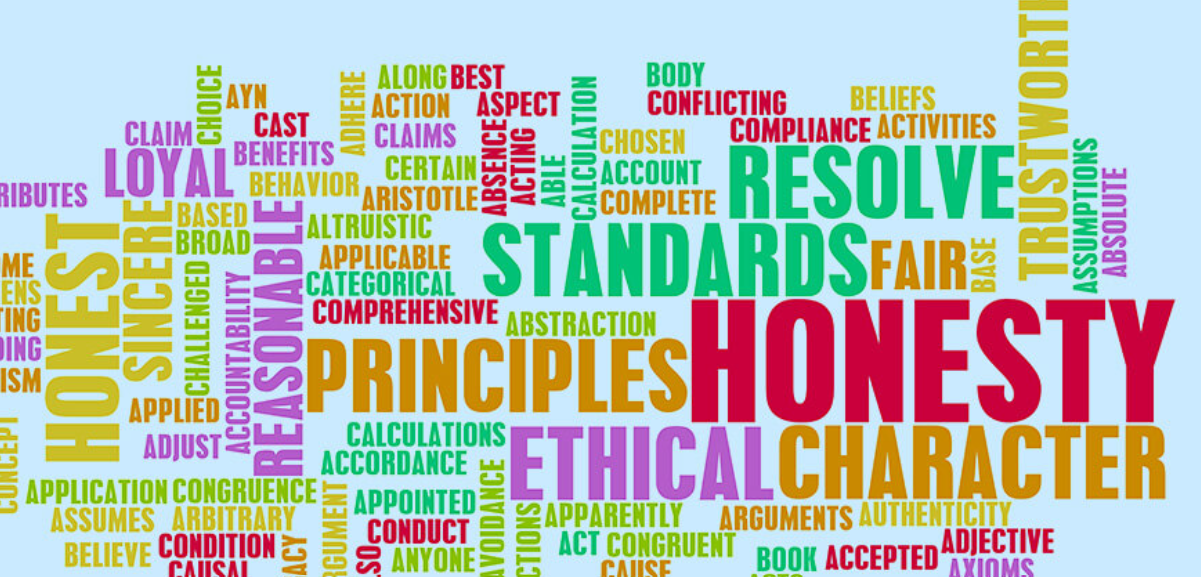 TRUSTWORTH
CHOICE
ALONG
BEST
BODY
AYN
ADHERE
ACTION
ASPECT
CALCULATION
CONFLICTING
BELIEFS
CLAIM
CAST
CLAIMS
ABSENCE
ACTING
CHOSEN
COMPLIANCE
ACTIVITIES
LOYAL
BENEFITS
CERTAIN
ABLE
ACCOUNT
RESOLVE
ASSUMPTIONS
ABSOLUTE
RIBUTES
BEHAVIOR
ARISTOTLE
COMPLETE
HONEST
SINCERE
BASED
REASONABLE
ALTRUISTIC
STANDARDS
FAIR
BASE
BROAD
APPLICABLE
OME
ENS
CHALLENGED
ACCOUNTABILITY
CATEGORICAL
TING
COMPREHENSIVE
ABSTRACTION
HONESTY
DING
PRINCIPLES
ISM
APPLIED
ADJUST
CALCULATIONS
ETHICAL
CHARACTER
CONCEPT
ACCORDANCE
APPLICATION
CONGRUENCE
ARGUMENT
APPOINTED
AVOIDANCE
CTIONS
APPARENTLY
ARGUMENTS
AUTHENTICITY
ASSUMES
ARBITRARY
CONDUCT
ACT
CONGRUENT
BELIEVE
CONDITION
ACY
LSO
ANYONE
BOOK
ACCEPTED
ADJECTIVE
CAUSAL
CAUSE
AXIOMS